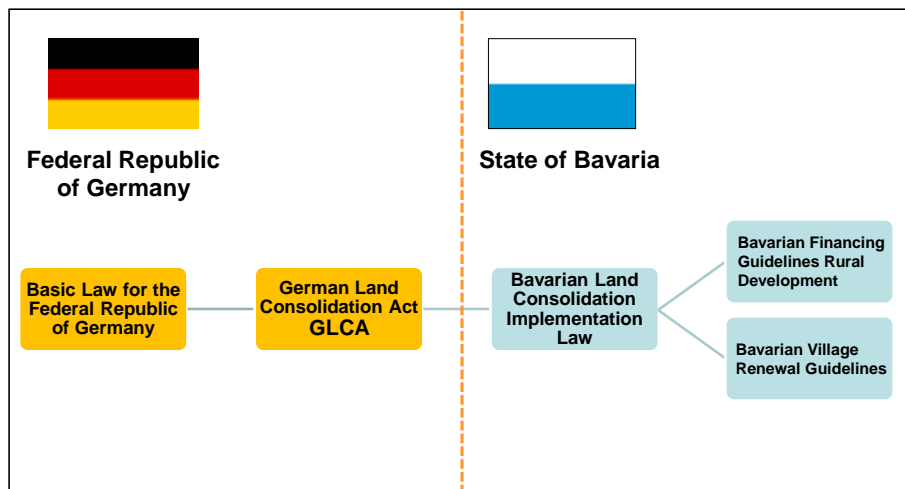 Federal Republic
of Germany
State of Bavaria
Basic Law for the
Federal Republic
of Germany
German Land
Consolidation Act
GLCA
Bavarian Land
Consolidation
Implementation
Law
Bavarian Financing
Guidelines Rural
Development
Bavarian Village
Renewal Guidelines